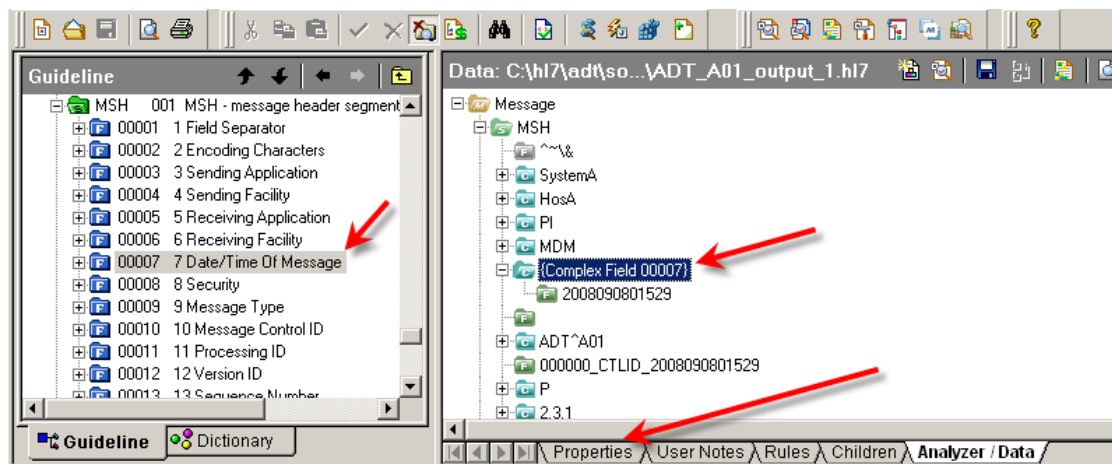 Guideline
MSH 001 MSH - message header segment
00001 1 Field Separator
00002 2 Encoding Characters
00003 3 Sending Application
00004 4 Sending Facility
00005 5 Receiving Application
00006 6 Receiving Facility
00007 7 Date/Time Of Message
00008 8 Security
00009 9 Message Type
00010 10 Message Control ID
00011 11 Processing ID
00012 12 Version ID
00013 13 Sequence Number
Guideline
Dictionary
Data: C:\hl7\adt\so...\ADT_A01_output_1.hl7
Message
MSH
^~\&
SystemA
HosA
PI
MDM
{Complex Field 00007}
2008090801529
ADT^A01
000000_CTLID_2008090801529
P
2.3.1
Properties
User Notes
Rules
Children
Analyzer / Data